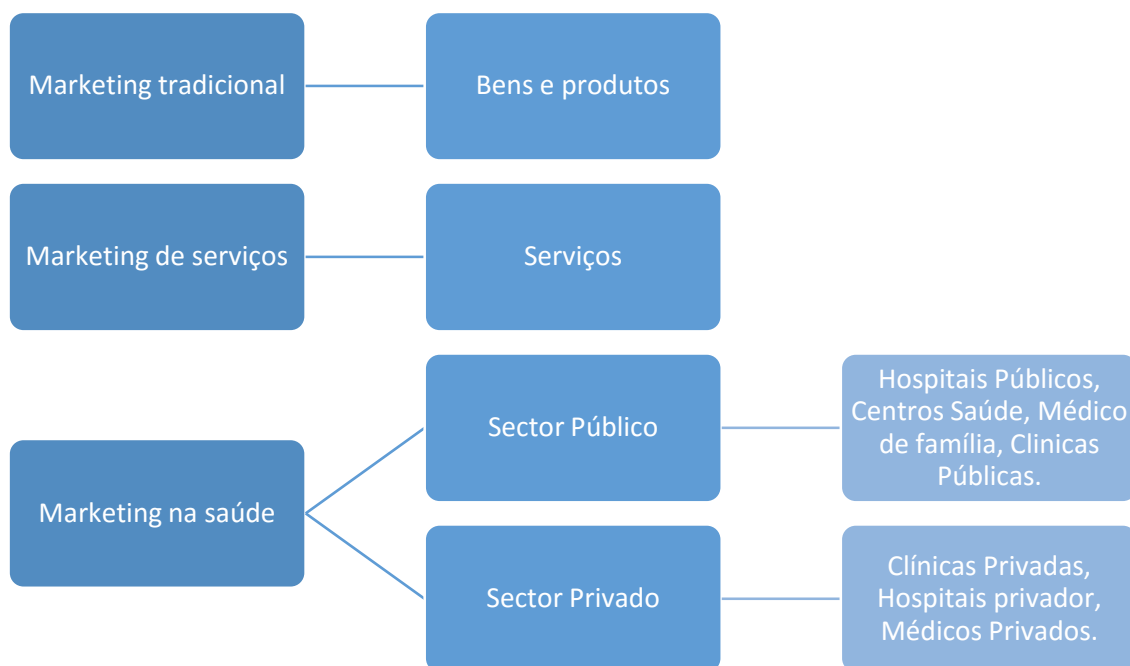 Marketing tradicional
Bens e produtos
Marketing de serviços
Serviços
Marketing na saúde
Sector Público
Hospitais Públicos,
Centros Saúde, Médico
de família, Clinicas
Públicas.
Sector Privado
Clínicas Privadas,
Hospitais privador,
Médicos Privados.